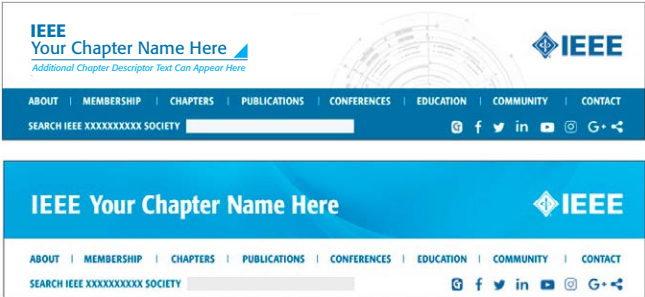 IEEE
Your Chapter Name Here
Additional Chapter Descriptor Text Can Appear Here
IEEE
ABOUT | MEMBERSHIP | CHAPTERS | PUBLICATIONS | CONFERENCES | EDUCATION | COMMUNITY | CONTACT
SEARCH IEEE XXXXXXXXXX SOCIETY
IEEE Your Chapter Name Here
IEEE
ABOUT | MEMBERSHIP | CHAPTERS | PUBLICATIONS | CONFERENCES | EDUCATION | COMMUNITY | CONTACT
SEARCH IEEE XXXXXXXXXX SOCIETY